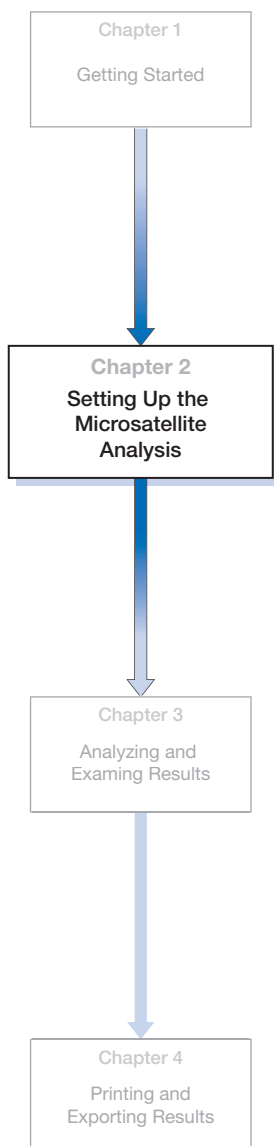 Chapter 1
Getting Started
Chapter 2
Setting Up the
Microsatellite
Analysis
Chapter 3
Analyzing and
Examing Results
Chapter 4
Printing and
Exporting Results